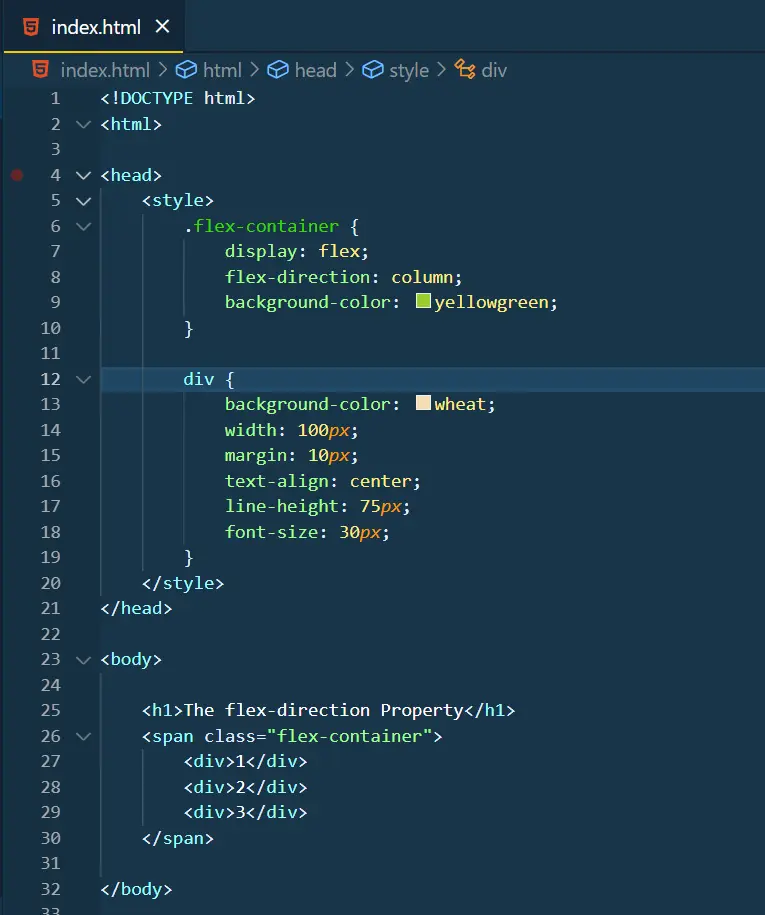 index.html ×
index.html > html > head > style > div
1 <!DOCTYPE html>
2 <html>
3
4 <head>
5     <style>
6         .flex-container {
7             display: flex;
8             flex-direction: column;
9             background-color: yellowgreen;
10         }
11
12         div {
13             background-color: wheat;
14             width: 100px;
15             margin: 10px;
16             text-align: center;
17             line-height: 75px;
18             font-size: 30px;
19         }
20     </style>
21 </head>
22
23 <body>
24
25     <h1>The flex-direction Property</h1>
26     <span class="flex-container">
27         <div>1</div>
28         <div>2</div>
29         <div>3</div>
30     </span>
31
32 </body>
33